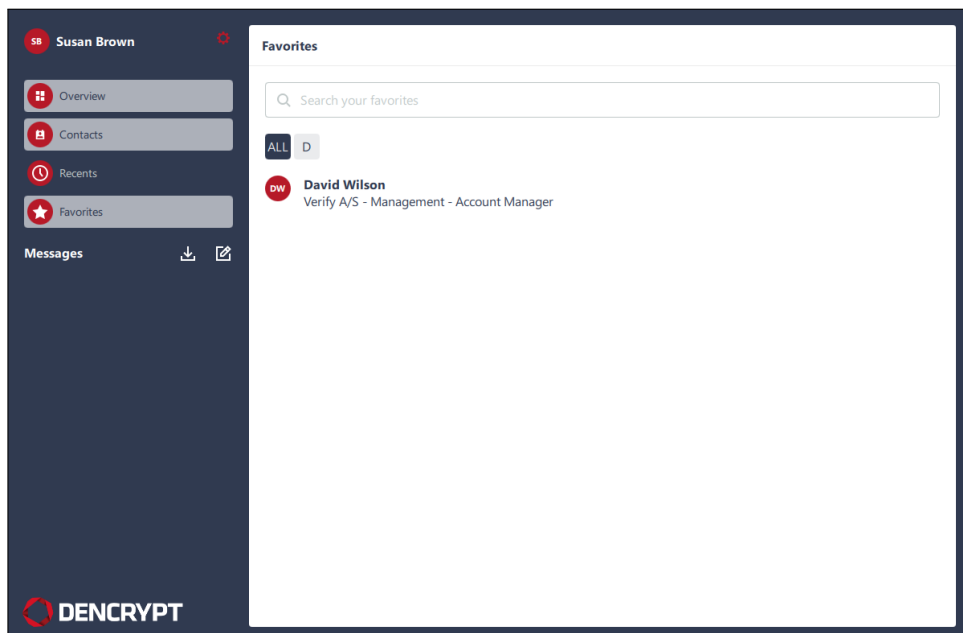 SB Susan Brown
Overview
Contacts
Recents
Favorites
Messages
DENCRYPT
Favorites
Search your favorites
ALL D
DW David Wilson
Verify A/S - Management - Account Manager